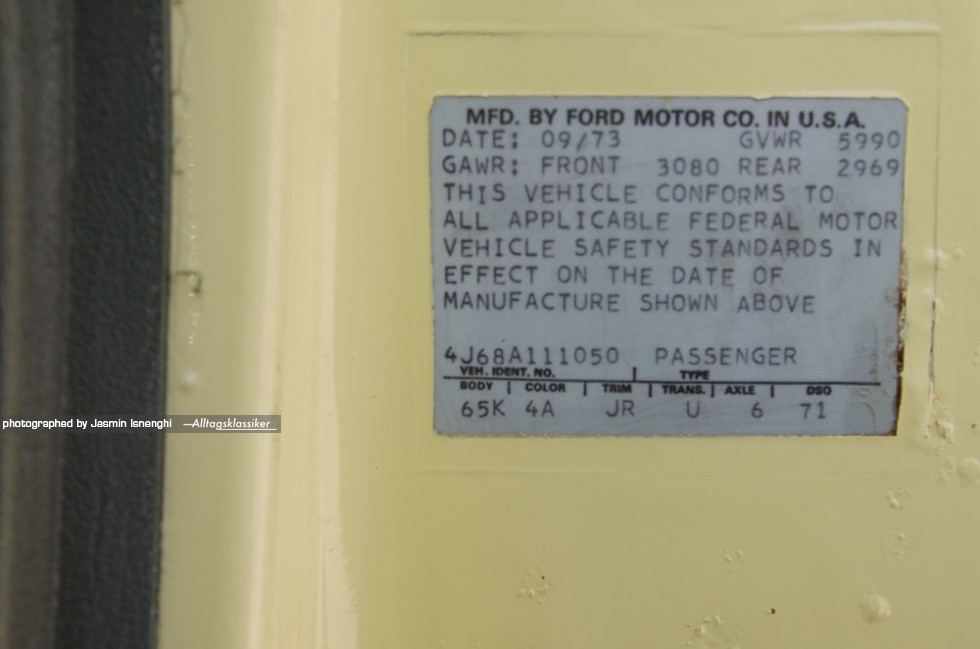 MFD. BY FORD MOTOR CO. IN U.S.A.
DATE: 09/73 GVWR 5990
GAWR: FRONT 3080 REAR 2969
THIS VEHICLE CONFORMS TO
ALL APPLICABLE FEDERAL MOTOR
VEHICLE SAFETY STANDARDS IN
EFFECT ON THE DATE OF
MANUFACTURE SHOWN ABOVE
4J68A111050 PASSENGER
VEH. IDENT. NO. | TYPE
BODY | COLOR | TRIM | TRANS. | AXLE | DSO
65K 4A JR U 6 71
photographed by Jasmin Isnenghi —Alltagsklassiker_